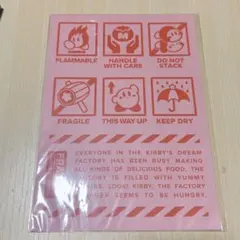 FLAMMABLE
HANDLE WITH CARE
DO NOT STACK
FRAGILE
THIS WAY UP
KEEP DRY
EVERYONE IN THE KIRBY'S DREAM
FACTORY HAS BEEN BUSY MAKING
ALL KINDS OF DELICIOUS FOOD. THE
FACTORY IS FILLED WITH YUMMY
LOOK! KIRBY, THE FACTORY
SEEMS TO BE HUNGRY.